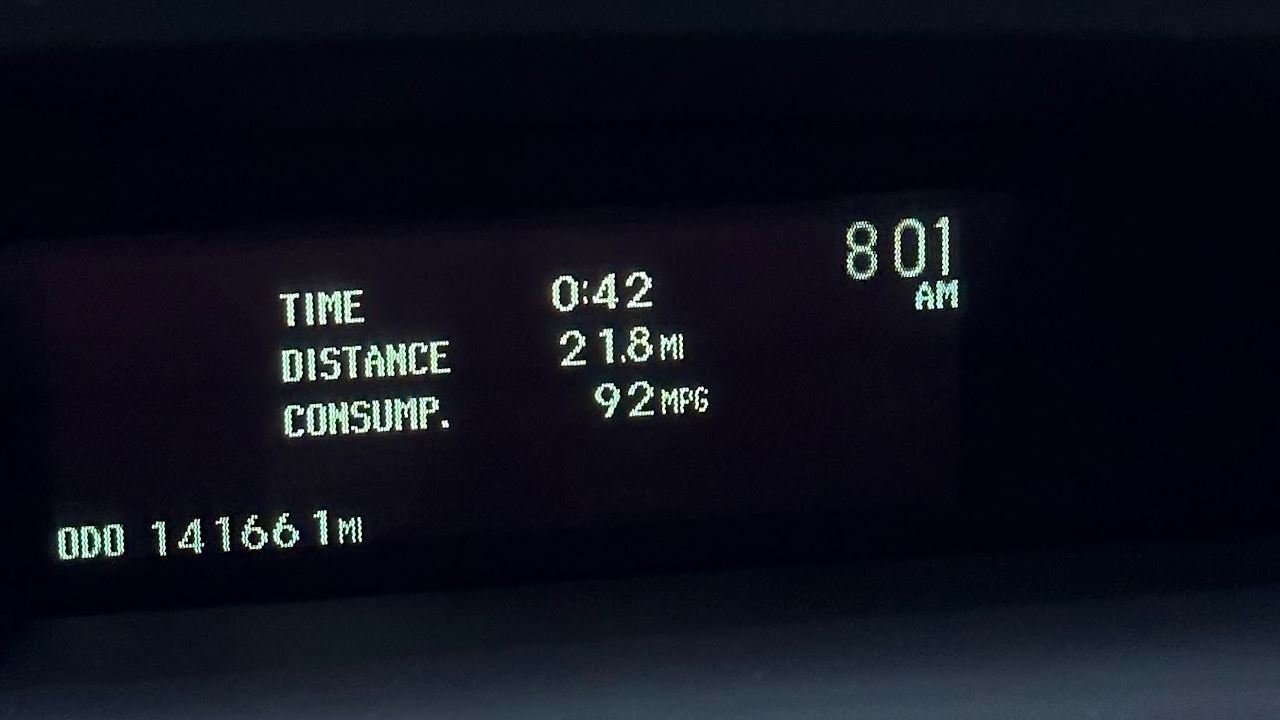 801
AM
TIME 0:42
DISTANCE 21.8 MI
CONSUMP. 92 MPG
ODO 141661 MI